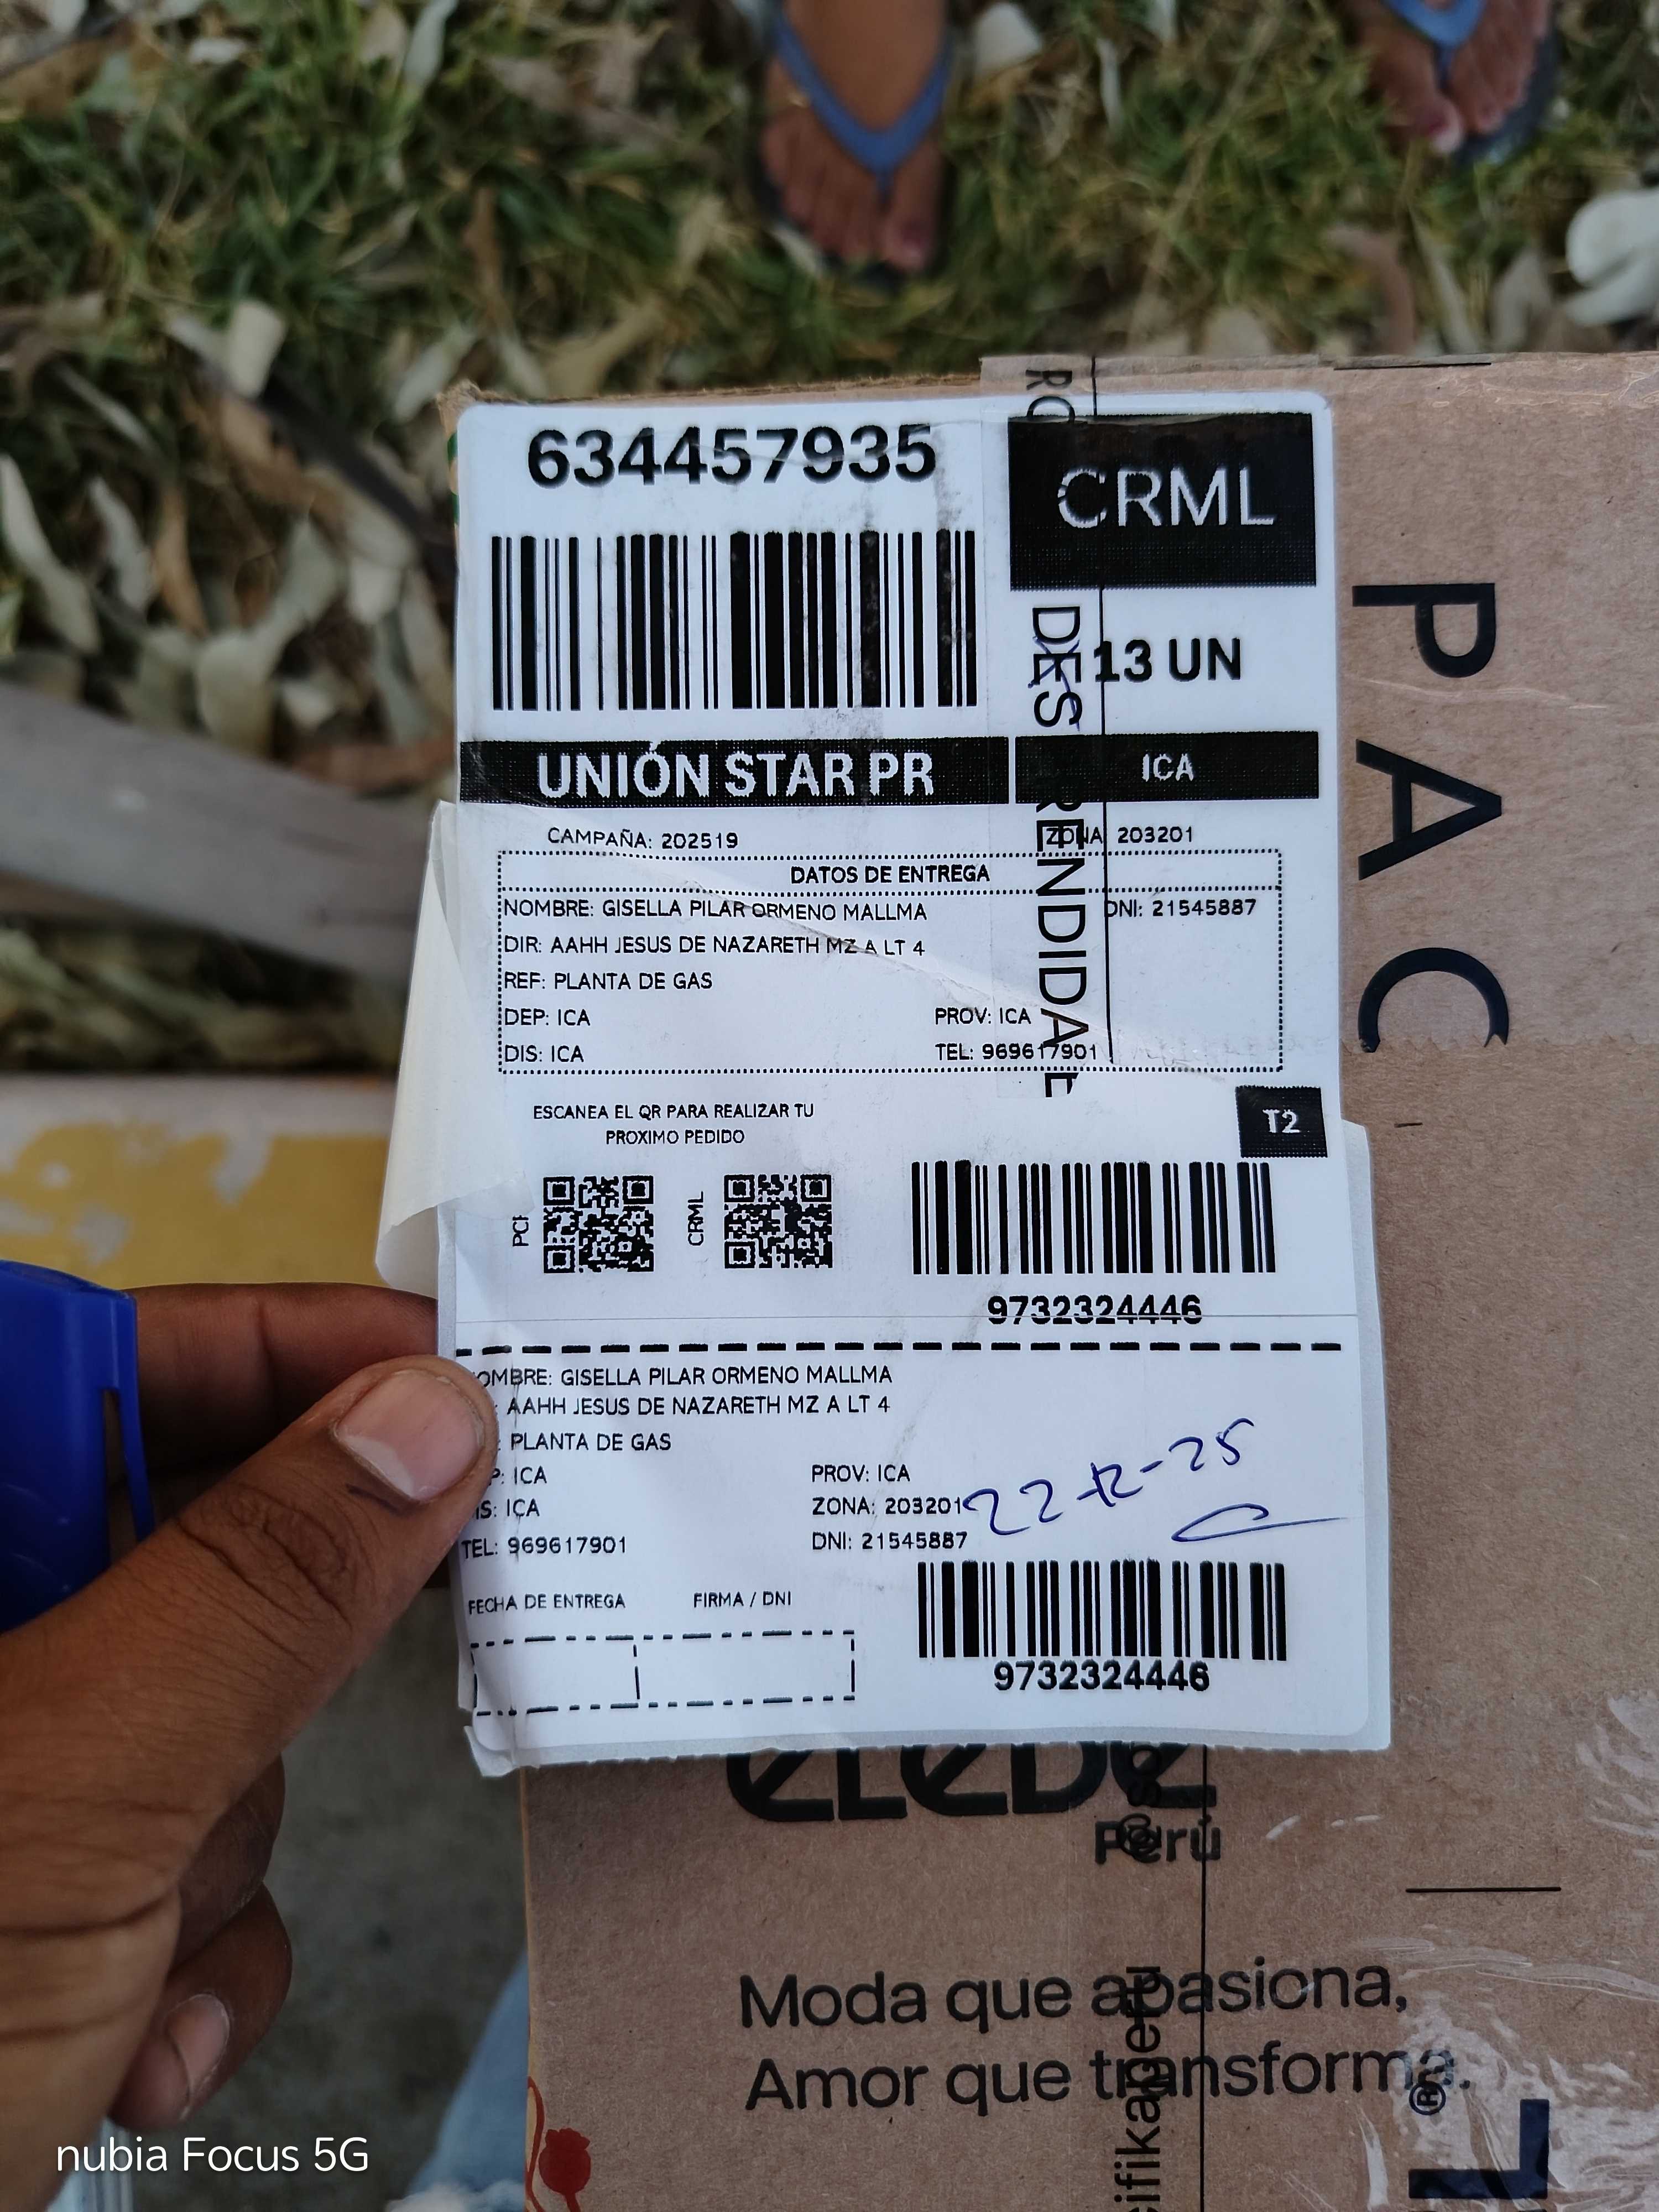 634457935
CRML
13 UN
UNIÓN STAR PR
ICA
CAMPAÑA: 202519
ZONA: 203201
DATOS DE ENTREGA
NOMBRE: GISELLA PILAR ORMENO MALLMA
DNI: 21545887
DIR: AAHH JESUS DE NAZARETH MZ A LT 4
REF: PLANTA DE GAS
DEP: ICA
PROV: ICA
DIS: ICA
TEL: 969617901
ESCANEA EL QR PARA REALIZAR TU
PROXIMO PEDIDO
T2
CRML
9732324446
OMBRE: GISELLA PILAR ORMENO MALLMA
AAHH JESUS DE NAZARETH MZ A LT 4
PLANTA DE GAS
P: ICA
PROV: ICA
IS: ICA
ZONA: 203201
22-12-25
TEL: 969617901
DNI: 21545887
FECHA DE ENTREGA
FIRMA / DNI
9732324446
PAC
Perú
Moda que apasiona,
Amor que transforma.
®
nubia Focus 5G